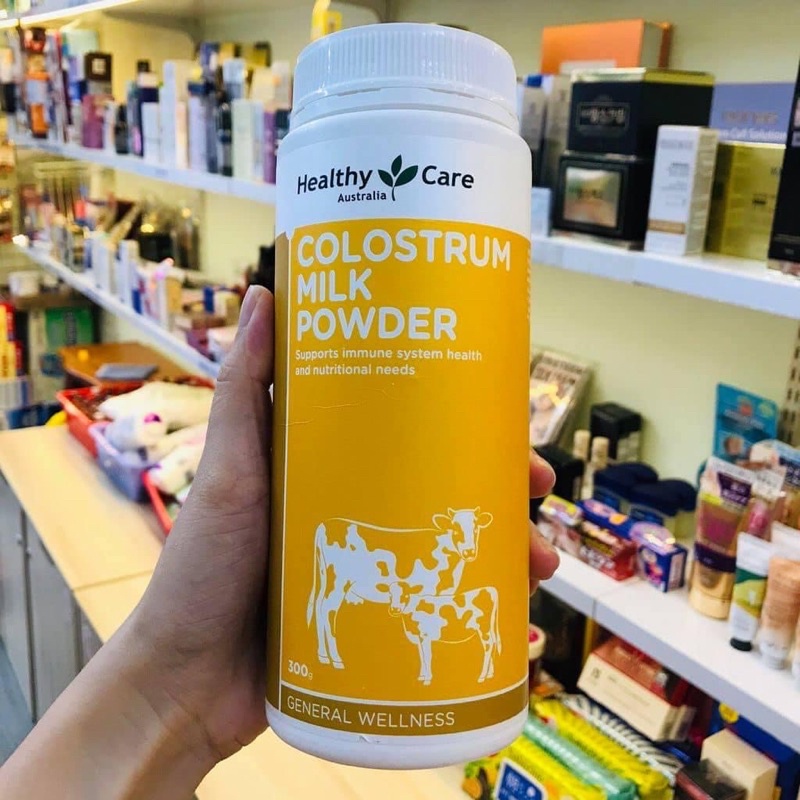 Healthy Care
Australia
COLOSTRUM
MILK
POWDER
Supports immune system health
and nutritional needs
300g
GENERAL WELLNESS